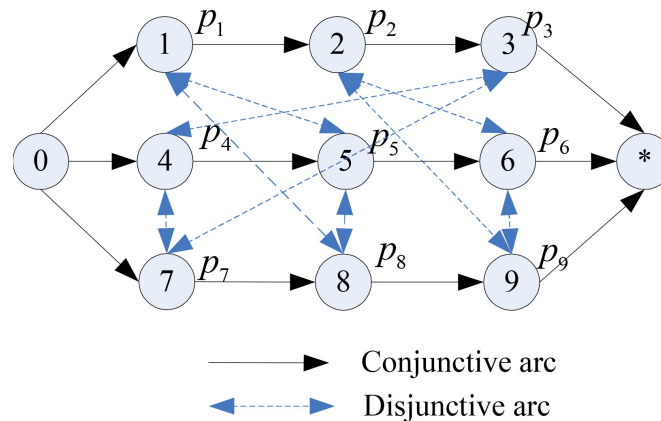 1 p₁ 2 p₂ 3 p₃
0 4 p₄ 5 p₅ 6 p₆ *
7 p₇ 8 p₈ 9 p₉
Conjunctive arc
Disjunctive arc